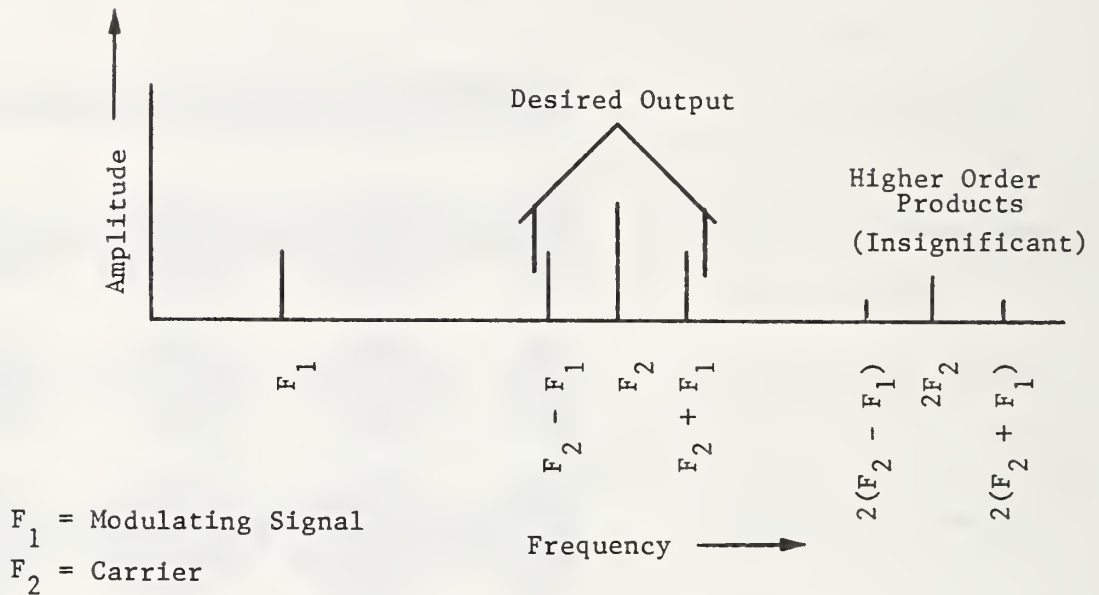 Amplitude
Desired Output
Higher Order
Products
(Insignificant)
F₁
F₂ - F₁
F₂
F₂ + F₁
2(F₂ - F₁)
2F₂
2(F₂ + F₁)
F₁ = Modulating Signal
F₂ = Carrier
Frequency